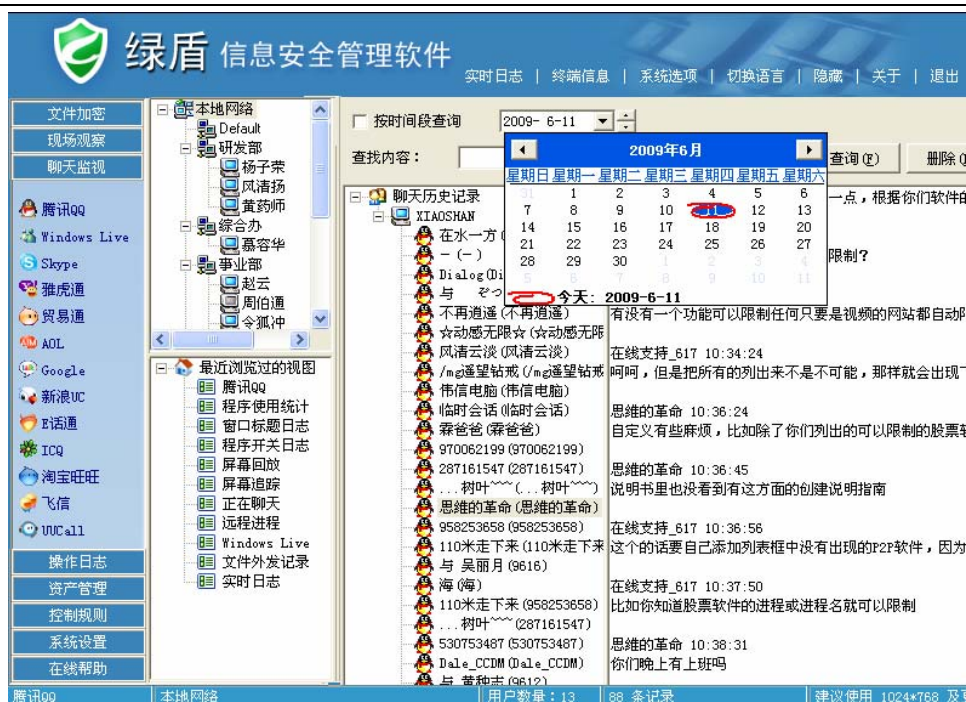 绿盾 信息安全管理软件
实时日志 | 终端信息 | 系统选项 | 切换语言 | 隐藏 | 关于 | 退出
文件加密
现场观察
聊天监视
腾讯QQ
Windows Live
Skype
雅虎通
贸易通
AOL
Google
新浪UC
E话通
ICQ
淘宝旺旺
飞信
UUCall
操作日志
资产管理
控制规则
系统设置
在线帮助
本地网络
Default
研发部
杨子荣
风清扬
黄药师
综合办
慕容华
事业部
赵云
周伯通
令狐冲
最近浏览过的视图
腾讯QQ
程序使用统计
窗口标题日志
程序开关日志
屏幕回放
屏幕追踪
正在聊天
远程进程
Windows Live
文件外发记录
实时日志
按时间段查询 2009- 6-11
查找内容：
查询(F) 删除
2009年6月
星期日 星期一 星期二 星期三 星期四 星期五 星期六
31 1 2 3 4 5 6
7 8 9 10 11 12 13
14 15 16 17 18 19 20
21 22 23 24 25 26 27
28 29 30 1 2 3 4
5 6 7 8 9 10 11
今天: 2009-6-11
聊天历史记录
XIAOSHAN
在水一方(
- (-)
Dialog(Di
与 ぞつ
不再逍遥(不再逍遥)
☆动感无限☆(☆动感无限
风清云淡(风清云淡)
/mg遥望钻戒(/mg遥望钻戒
伟信电脑(伟信电脑)
临时会话(临时会话)
霖爸爸(霖爸爸)
970062199(970062199)
287161547(287161547)
...树叶~~~(...树叶~~~)
思维的革命(思维的革命)
958253658(958253658)
110米走下来(110米走下来
与 吴丽月(9616)
海(海)
110米走下来(958253658)
...树叶~~~(287161547)
530753487(530753487)
Dale_CCDM(Dale_CCDM)
与 黄种志(9612)
一点，根据你们软件的
限制?
有没有一个功能可以限制任何只要是视频的网站都自动
在线支持_617 10:34:24
呵呵，但是把所有的列出来不是不可能，那样就会出现
思维的革命 10:36:24
自定义有些麻烦，比如除了你们列出的可以限制的股票
思维的革命 10:36:45
说明书里也没看到有这方面的创建说明指南
在线支持_617 10:36:56
这个的话要自己添加列表框中没有出现的P2P软件，因为
在线支持_617 10:37:50
比如你知道股票软件的进程或进程名就可以限制
思维的革命 10:38:31
你们晚上有上班吗
腾讯QQ 本地网络 用户数量：13 88 条记录 建议使用 1024*768 及